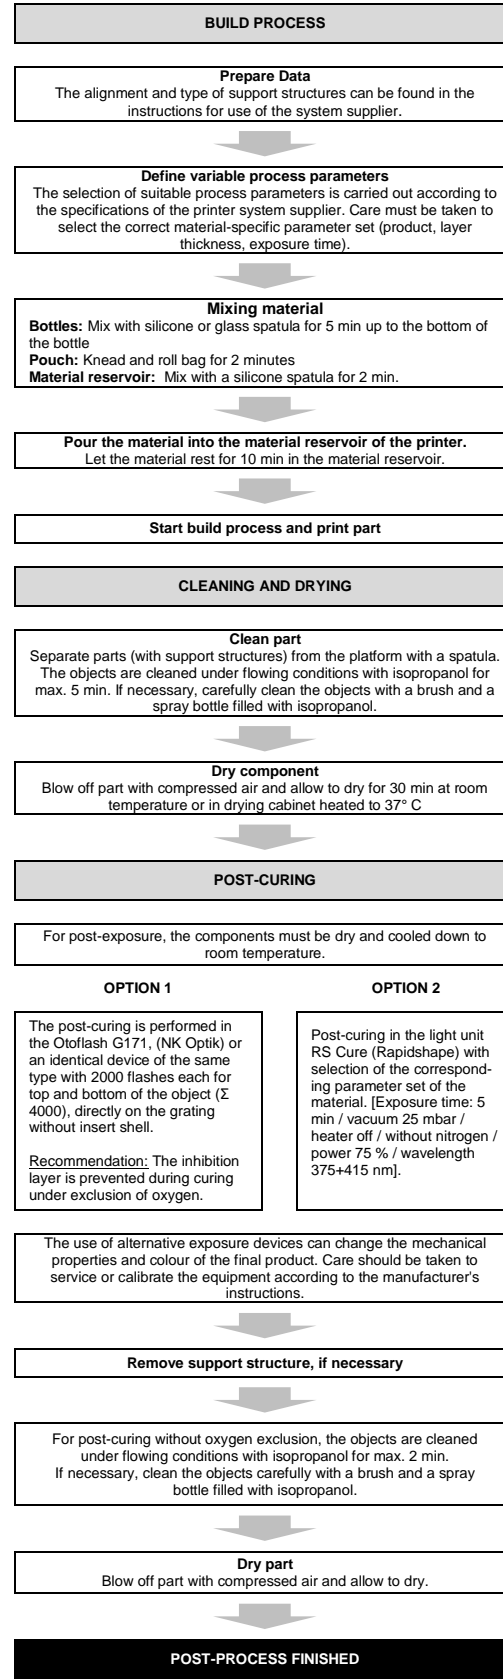 BUILD PROCESS
Prepare Data
The alignment and type of support structures can be found in the
instructions for use of the system supplier.
Define variable process parameters
The selection of suitable process parameters is carried out according to
the specifications of the printer system supplier. Care must be taken to
select the correct material-specific parameter set (product, layer
thickness, exposure time).
Mixing material
Bottles: Mix with silicone or glass spatula for 5 min up to the bottom of
the bottle
Pouch: Knead and roll bag for 2 minutes
Material reservoir: Mix with a silicone spatula for 2 min.
Pour the material into the material reservoir of the printer.
Let the material rest for 10 min in the material reservoir.
Start build process and print part
CLEANING AND DRYING
Clean part
Separate parts (with support structures) from the platform with a spatula.
The objects are cleaned under flowing conditions with isopropanol for
max. 5 min. If necessary, carefully clean the objects with a brush and a
spray bottle filled with isopropanol.
Dry component
Blow off part with compressed air and allow to dry for 30 min at room
temperature or in drying cabinet heated to 37° C
POST-CURING
For post-exposure, the components must be dry and cooled down to
room temperature.
OPTION 1
The post-curing is performed in
the Otoflash G171, (NK Optik) or
an identical device of the same
type with 2000 flashes each for
top and bottom of the object (Σ
4000), directly on the grating
without insert shell.
Recommendation: The inhibition
layer is prevented during curing
under exclusion of oxygen.
OPTION 2
Post-curing in the light unit
RS Cure (Rapidshape) with
selection of the correspond-
ing parameter set of the
material. [Exposure time: 5
min / vacuum 25 mbar /
heater off / without nitrogen /
power 75 % / wavelength
375+415 nm].
The use of alternative exposure devices can change the mechanical
properties and colour of the final product. Care should be taken to
service or calibrate the equipment according to the manufacturer's
instructions.
Remove support structure, if necessary
For post-curing without oxygen exclusion, the objects are cleaned
under flowing conditions with isopropanol for max. 2 min.
If necessary, clean the objects carefully with a brush and a spray
bottle filled with isopropanol.
Dry part
Blow off part with compressed air and allow to dry.
POST-PROCESS FINISHED